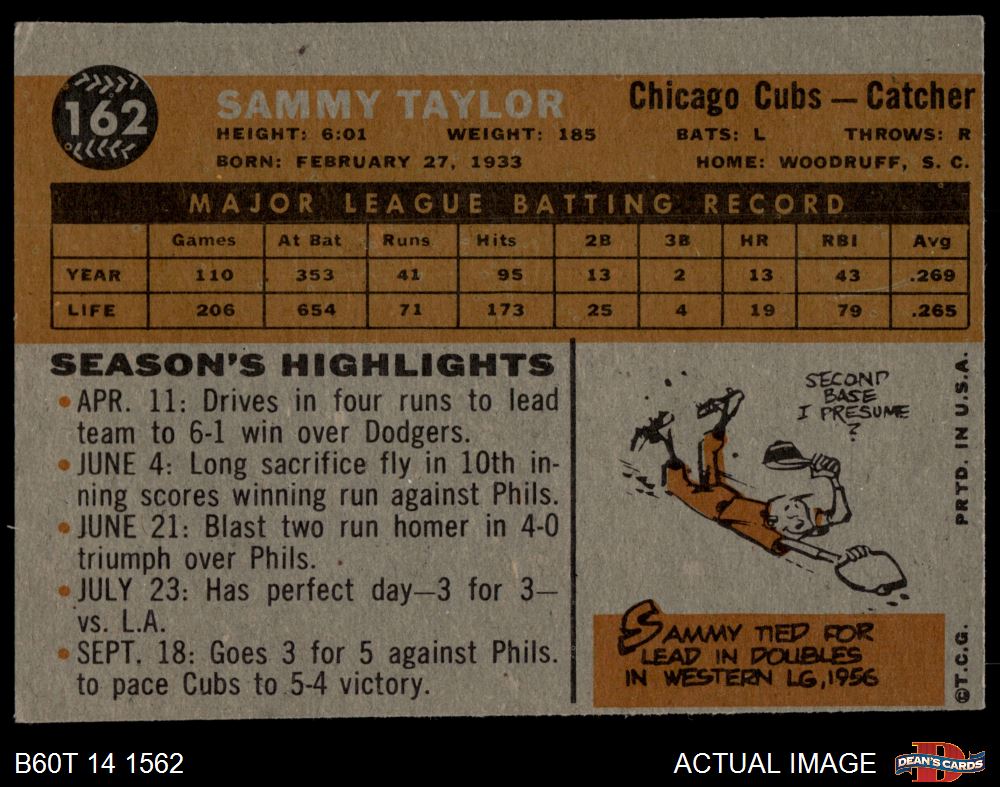 162
SAMMY TAYLOR
Chicago Cubs — Catcher
HEIGHT: 6:01 WEIGHT: 185 BATS: L THROWS: R
BORN: FEBRUARY 27, 1933 HOME: WOODRUFF, S. C.
MAJOR LEAGUE BATTING RECORD
Games At Bat Runs Hits 2B 3B HR RBI Avg
YEAR 110 353 41 95 13 2 13 43 .269
LIFE 206 654 71 173 25 4 19 79 .265
SEASON'S HIGHLIGHTS
• APR. 11: Drives in four runs to lead
team to 6-1 win over Dodgers.
• JUNE 4: Long sacrifice fly in 10th in-
ning scores winning run against Phils.
• JUNE 21: Blast two run homer in 4-0
triumph over Phils.
• JULY 23: Has perfect day—3 for 3—
vs. L.A.
• SEPT. 18: Goes 3 for 5 against Phils.
to pace Cubs to 5-4 victory.
SECOND
BASE
I PRESUME
?
SAMMY TIED FOR
LEAD IN DOUBLES
IN WESTERN LG, 1956
©T.C.G. PRTD. IN U.S.A.
B60T 14 1562
ACTUAL IMAGE
DEAN'S CARDS